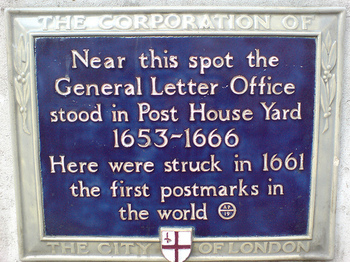 THE CORPORATION OF
Near this spot the
General Letter Office
stood in Post House Yard
1653~1666
Here were struck in 1661
the first postmarks in
the world
THE CITY OF LONDON